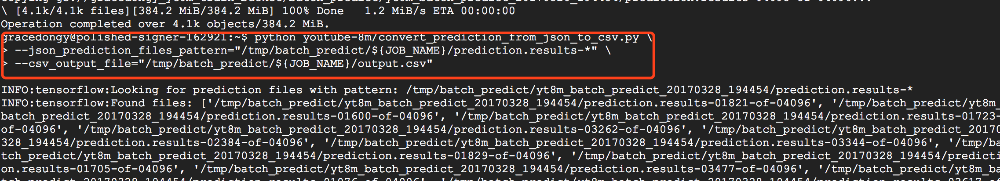 \ [4.1k/4.1k files][384.2 MiB/384.2 MiB] 100% Done   1.2 MiB/s ETA 00:00:00
Operation completed over 4.1k objects/384.2 MiB.
gracedongy@polished-signer-162921:~$ python youtube-8m/convert_prediction_from_json_to_csv.py \
> --json_prediction_files_pattern="/tmp/batch_predict/${JOB_NAME}/prediction.results-*" \
> --csv_output_file="/tmp/batch_predict/${JOB_NAME}/output.csv"
INFO:tensorflow:Looking for prediction files with pattern: /tmp/batch_predict/yt8m_batch_predict_20170328_194454/prediction.results-*
INFO:tensorflow:Found files: ['/tmp/batch_predict/yt8m_batch_predict_20170328_194454/prediction.results-01821-of-04096', '/tmp/batch_predict/yt8m_
batch_predict_20170328_194454/prediction.results-01600-of-04096', '/tmp/batch_predict/yt8m_batch_predict_20170328_194454/prediction.results-01723-
of-04096', '/tmp/batch_predict/yt8m_batch_predict_20170328_194454/prediction.results-03262-of-04096', '/tmp/batch_predict/yt8m_batch_predict_20170
328_194454/prediction.results-02384-of-04096', '/tmp/batch_predict/yt8m_batch_predict_20170328_194454/prediction.results-03344-of-04096', '/tmp/ba
tch_predict/yt8m_batch_predict_20170328_194454/prediction.results-01829-of-04096', '/tmp/batch_predict/yt8m_batch_predict_20170328_194454/predicti
on.results-01705-of-04096', '/tmp/batch_predict/yt8m_batch_predict_20170328_194454/prediction.results-03477-of-04096', '/tmp/batch_predict/yt8m_ba